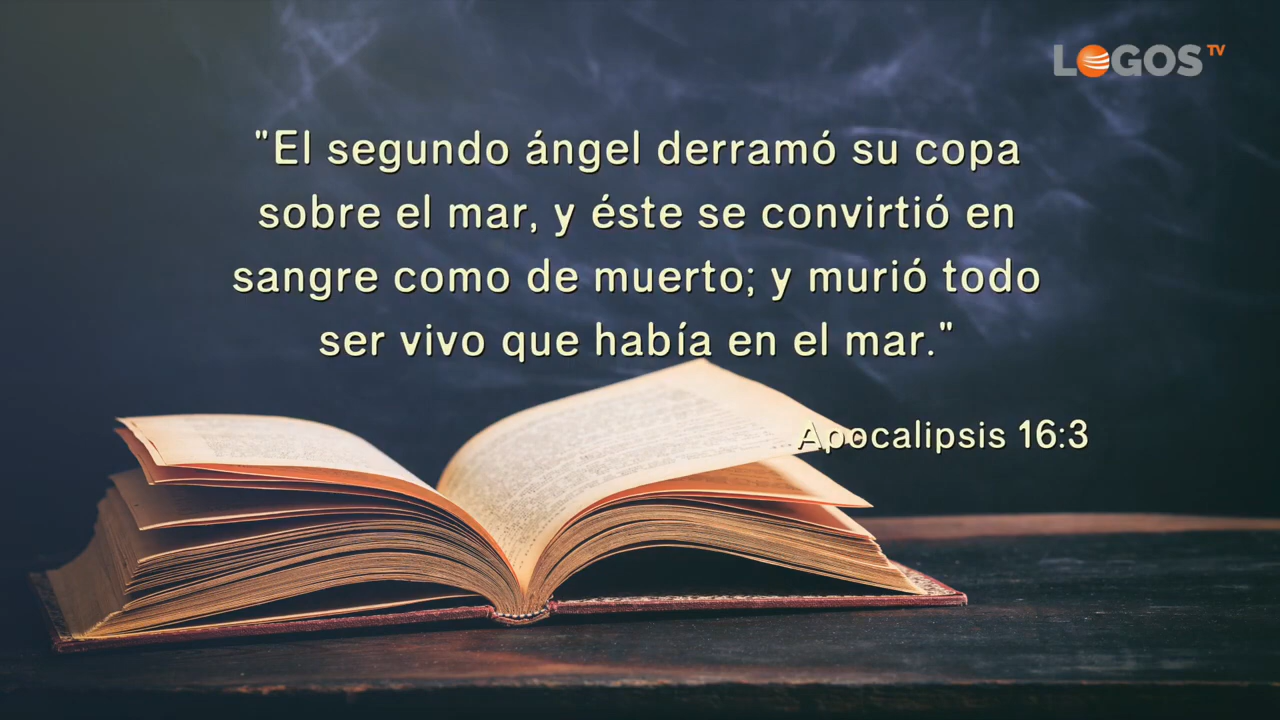 LOGOS TV
"El segundo ángel derramó su copa
sobre el mar, y éste se convirtió en
sangre como de muerto; y murió todo
ser vivo que había en el mar."
Apocalipsis 16:3